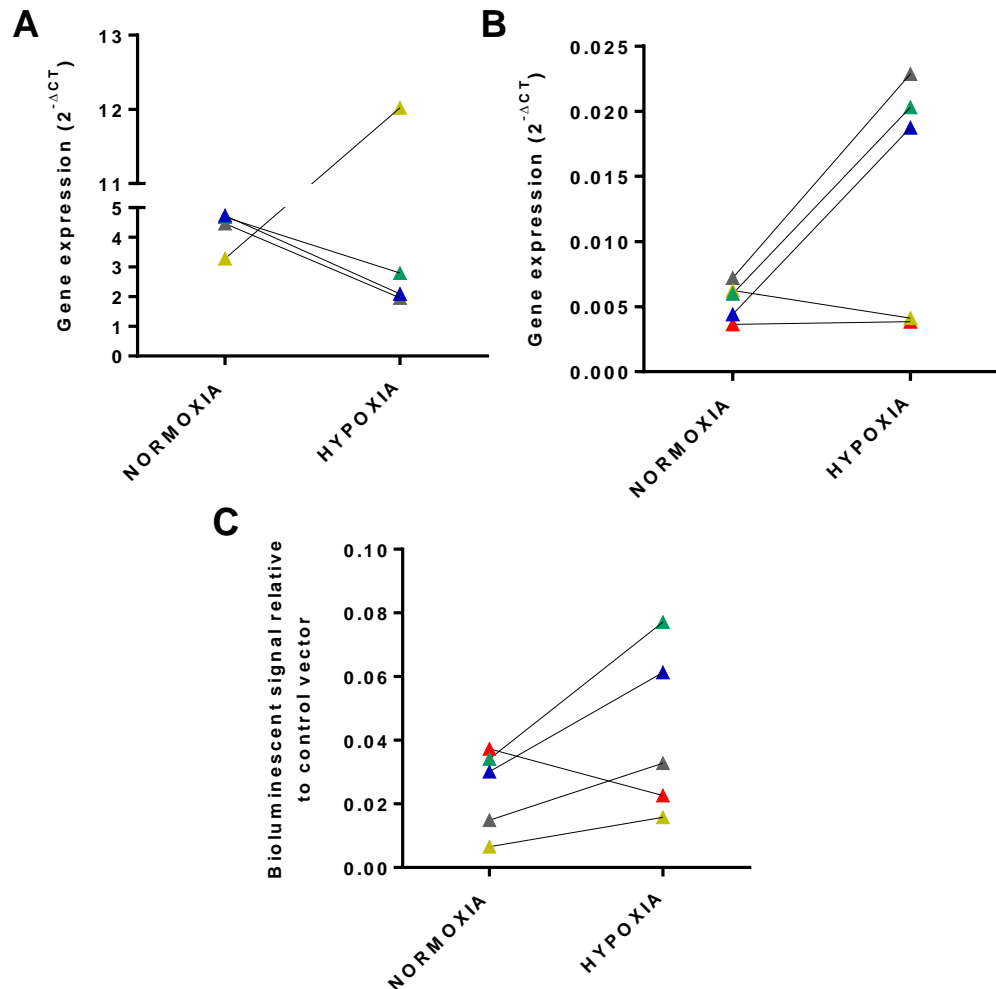 A
Gene expression (2^-ΔCT)
13
12
11
5
4
3
2
1
0
NORMOXIA
HYPOXIA
B
Gene expression (2^-ΔCT)
0.025
0.020
0.015
0.010
0.005
0.000
NORMOXIA
HYPOXIA
C
Bioluminescent signal relative
to control vector
0.10
0.08
0.06
0.04
0.02
0.00
NORMOXIA
HYPOXIA